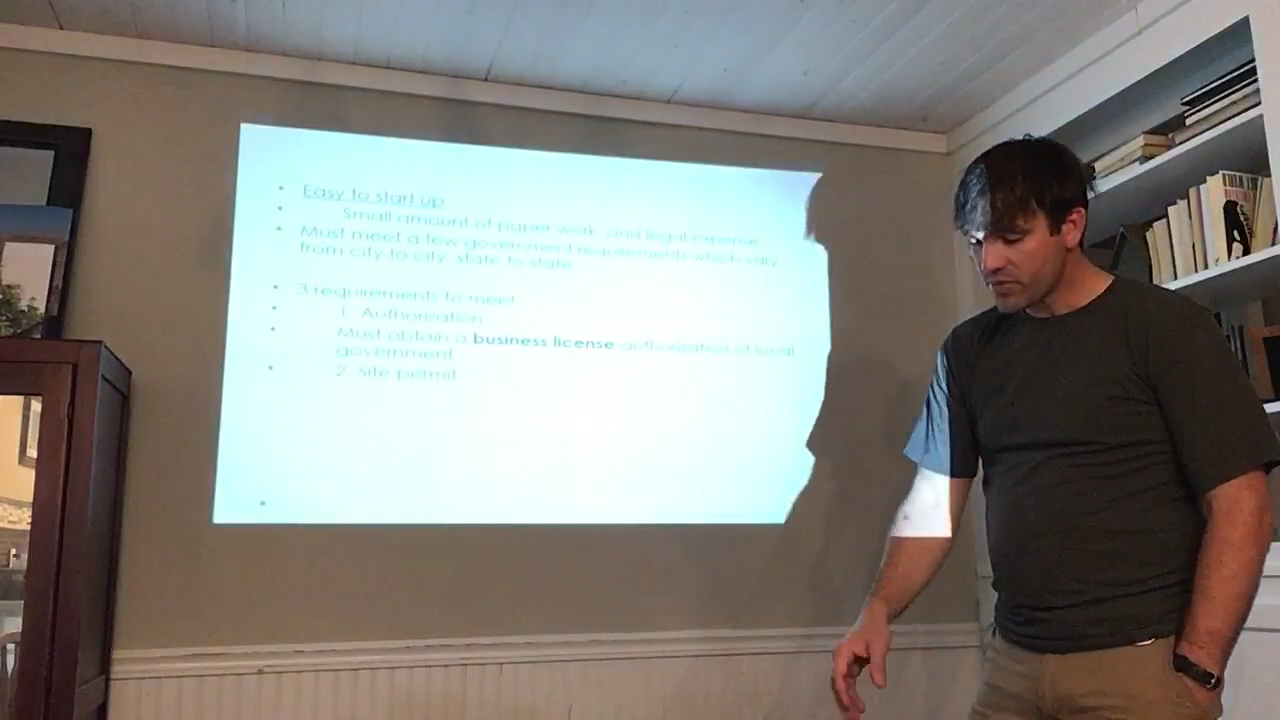 • Easy to start up
• Small amount of paper work, and legal expense
• Must meet a few government requirements which vary
from city to city, state to state
• 3 requirements to meet
• 1. Authorization
• Must obtain a business license-authorization of local
government
• 2. Site permit
•